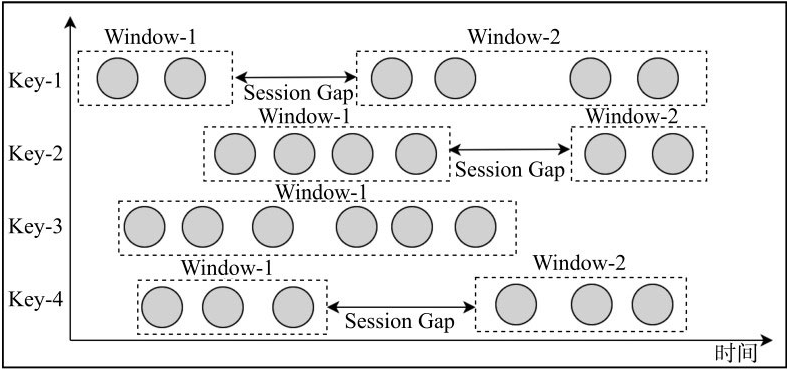 Window-1
Window-2
Key-1
Session Gap
Window-1
Window-2
Key-2
Session Gap
Window-1
Key-3
Window-1
Window-2
Key-4
Session Gap
时间